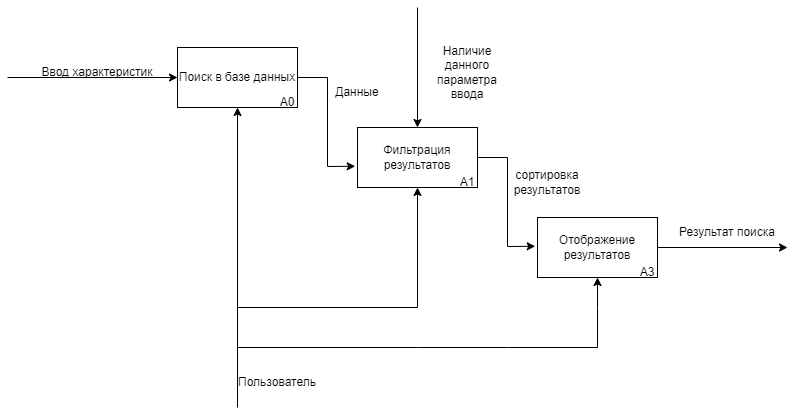 Ввод характеристик
Поиск в базе данных
A0
Данные
Наличие
данного
параметра
ввода
Фильтрация
результатов
A1
сортировка
результатов
Отображение
результатов
A3
Результат поиска
Пользователь